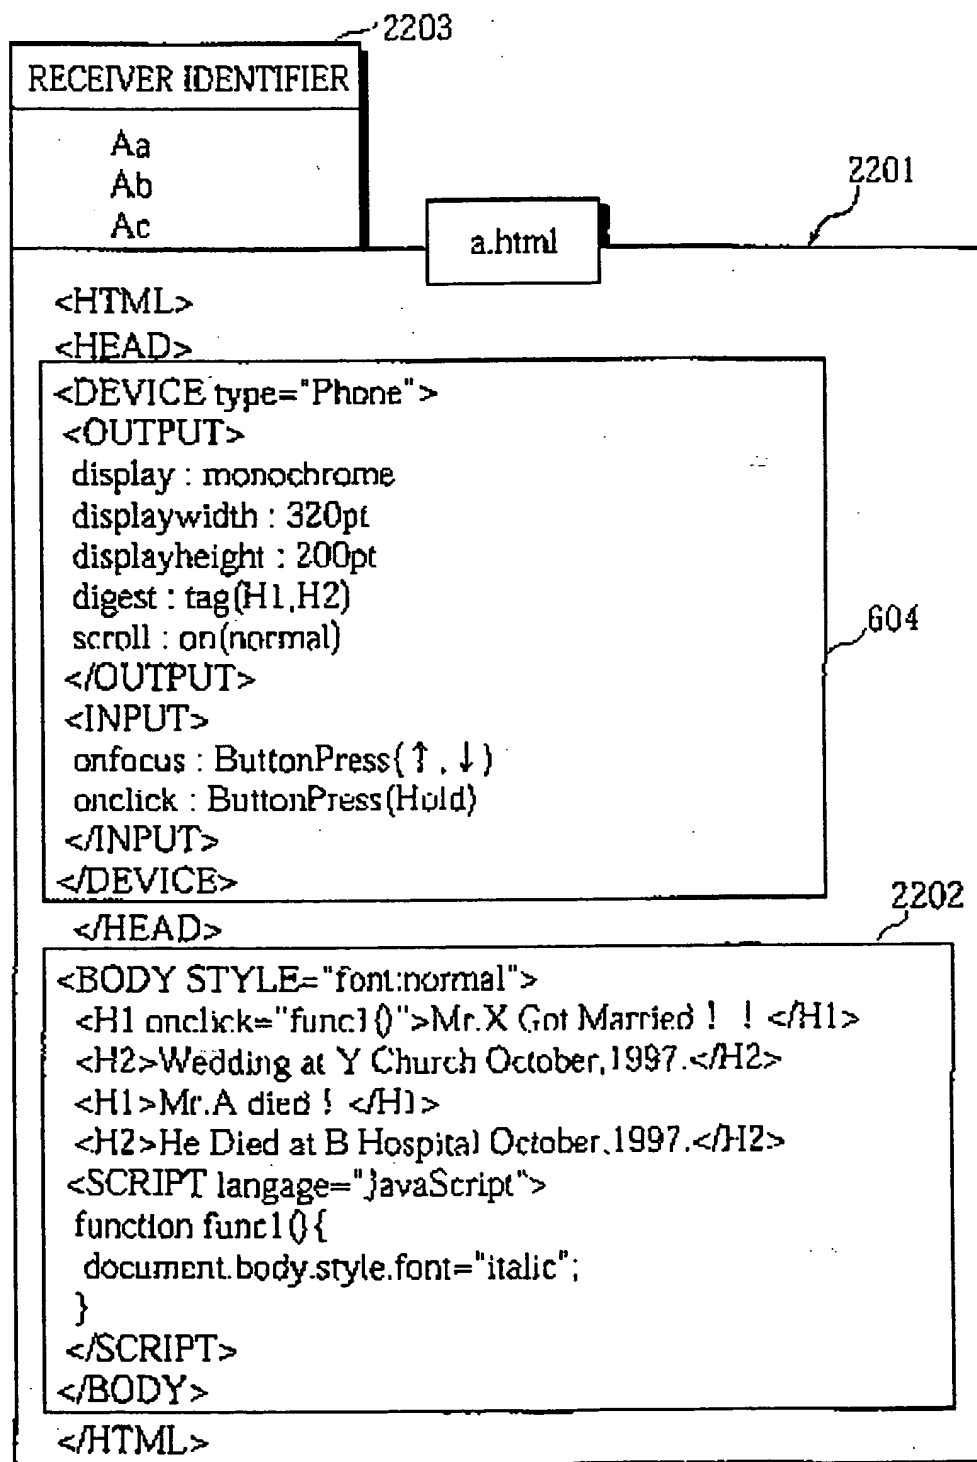 2203
RECEIVER IDENTIFIER
Aa
Ab
Ac
2201
a.html
<HTML>
<HEAD>
<DEVICE type="Phone">
<OUTPUT>
display : monochrome
displaywidth : 320pt
displayheight : 200pt
digest : tag(H1,H2)
scroll : on(normal)
</OUTPUT>
604
<INPUT>
onfocus : ButtonPress(↑,↓)
onclick : ButtonPress(Hold)
</INPUT>
</DEVICE>
</HEAD>
2202
<BODY STYLE="font:normal">
<H1 onclick="func1()">Mr.X Got Married ! ! </H1>
<H2>Wedding at Y Church October,1997.</H2>
<H1>Mr.A died ! </H1>
<H2>He Died at B Hospital October,1997.</H2>
<SCRIPT langage="JavaScript">
function func1(){
document.body.style.font="italic";
}
</SCRIPT>
</BODY>
</HTML>